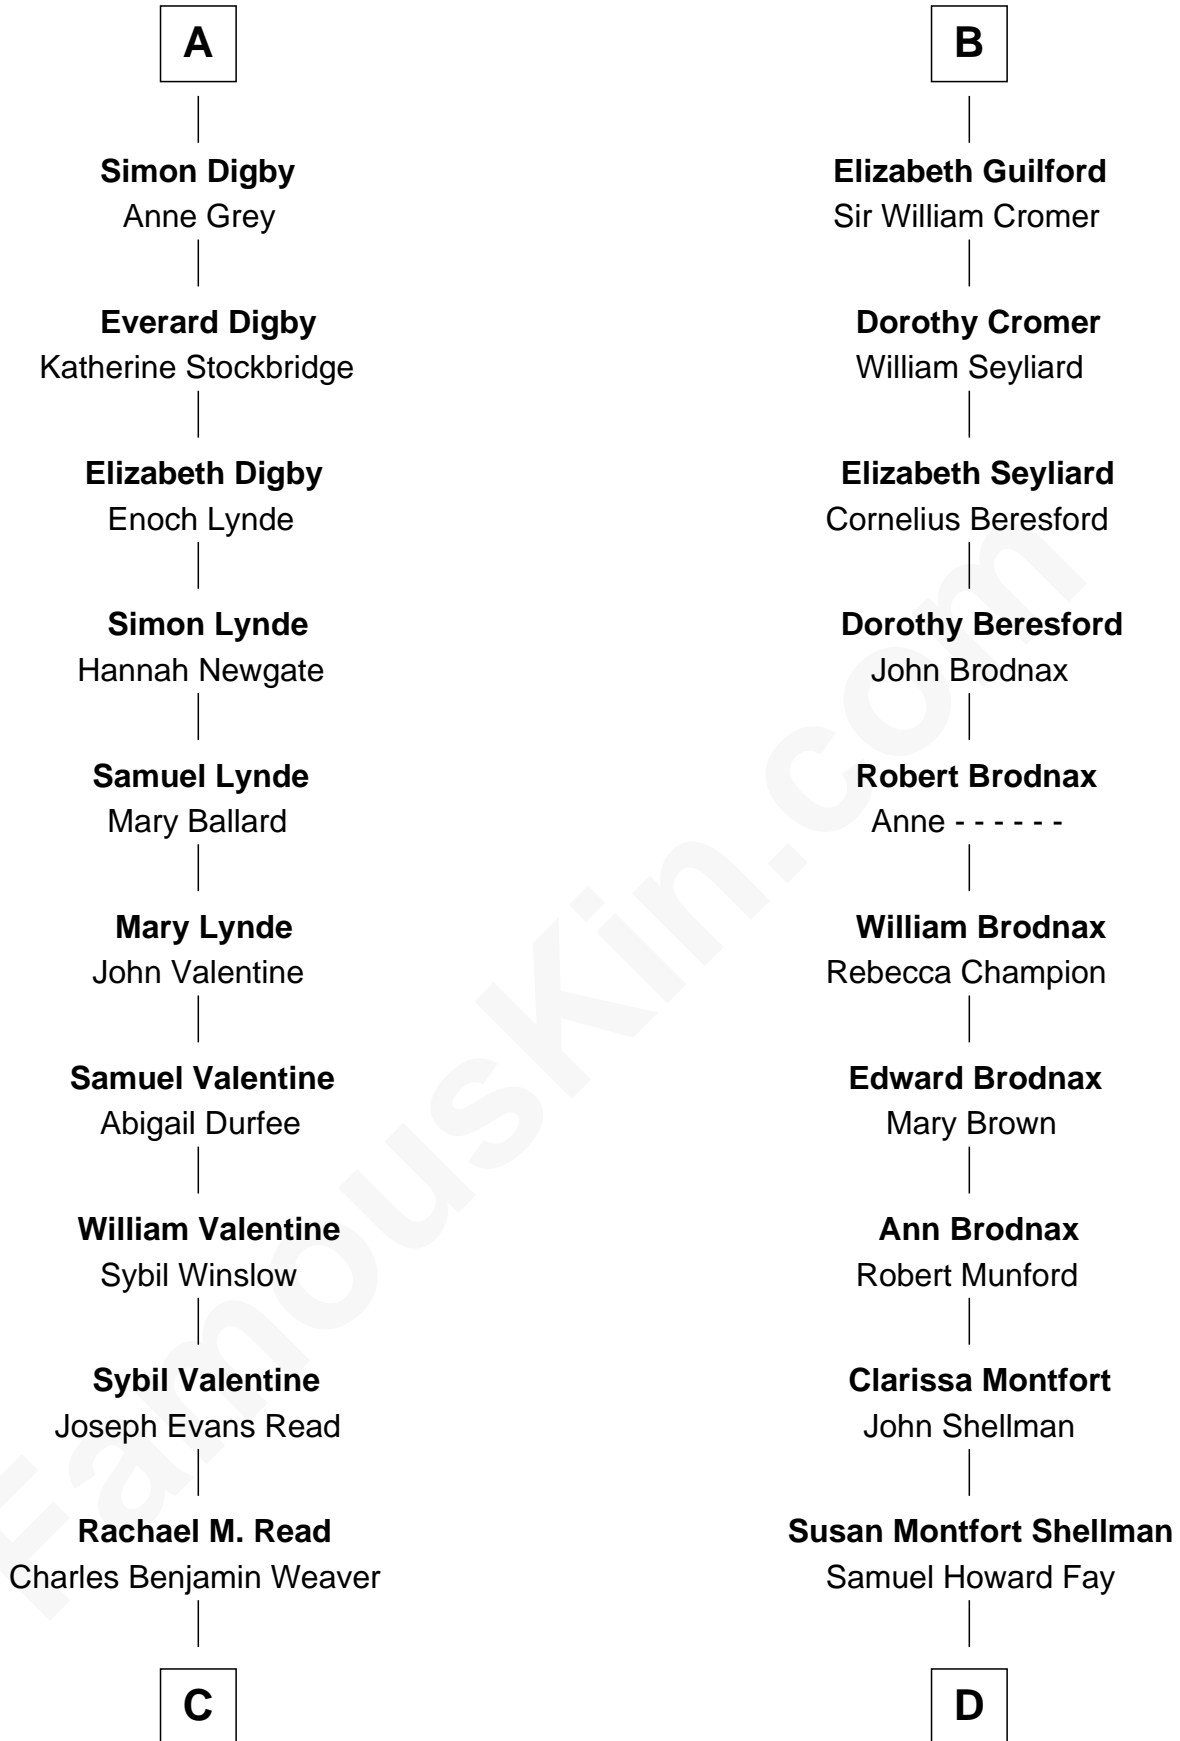 A
Simon Digby
Anne Grey
Everard Digby
Katherine Stockbridge
Elizabeth Digby
Enoch Lynde
Simon Lynde
Hannah Newgate
Samuel Lynde
Mary Ballard
Mary Lynde
John Valentine
Samuel Valentine
Abigail Durfee
William Valentine
Sybil Winslow
Sybil Valentine
Joseph Evans Read
Rachael M. Read
Charles Benjamin Weaver
C
B
Elizabeth Guilford
Sir William Cromer
Dorothy Cromer
William Seyliard
Elizabeth Seyliard
Cornelius Beresford
Dorothy Beresford
John Brodnax
Robert Brodnax
Anne - - - - - -
William Brodnax
Rebecca Champion
Edward Brodnax
Mary Brown
Ann Brodnax
Robert Munford
Clarissa Montfort
John Shellman
Susan Montfort Shellman
Samuel Howard Fay
D
FamousKin.com